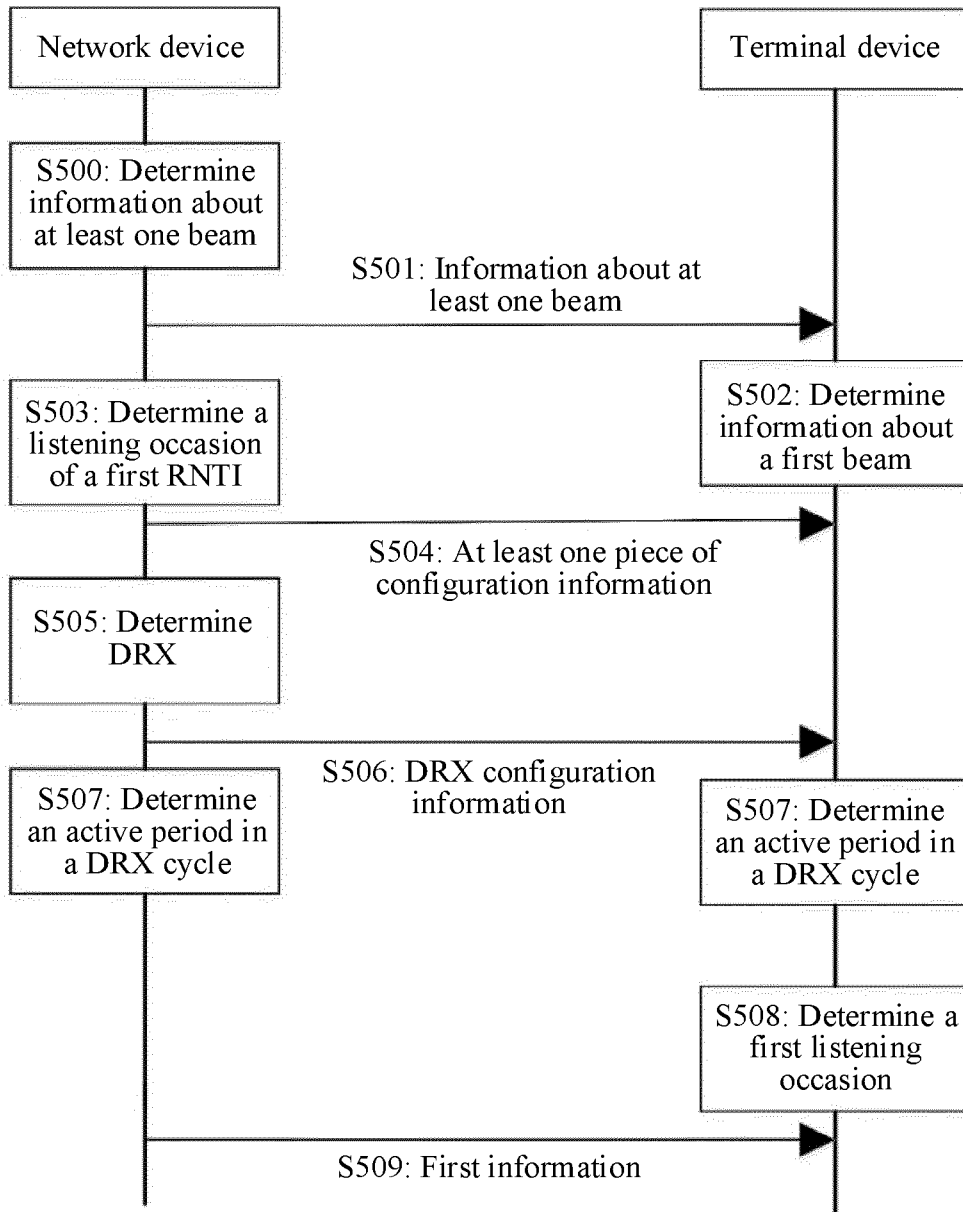 Network device
Terminal device
S500: Determine
information about
at least one beam
S501: Information about at
least one beam
S503: Determine a
listening occasion
of a first RNTI
S502: Determine
information about
a first beam
S504: At least one piece of
configuration information
S505: Determine
DRX
S506: DRX configuration
information
S507: Determine
an active period in
a DRX cycle
S507: Determine
an active period in
a DRX cycle
S508: Determine a
first listening
occasion
S509: First information